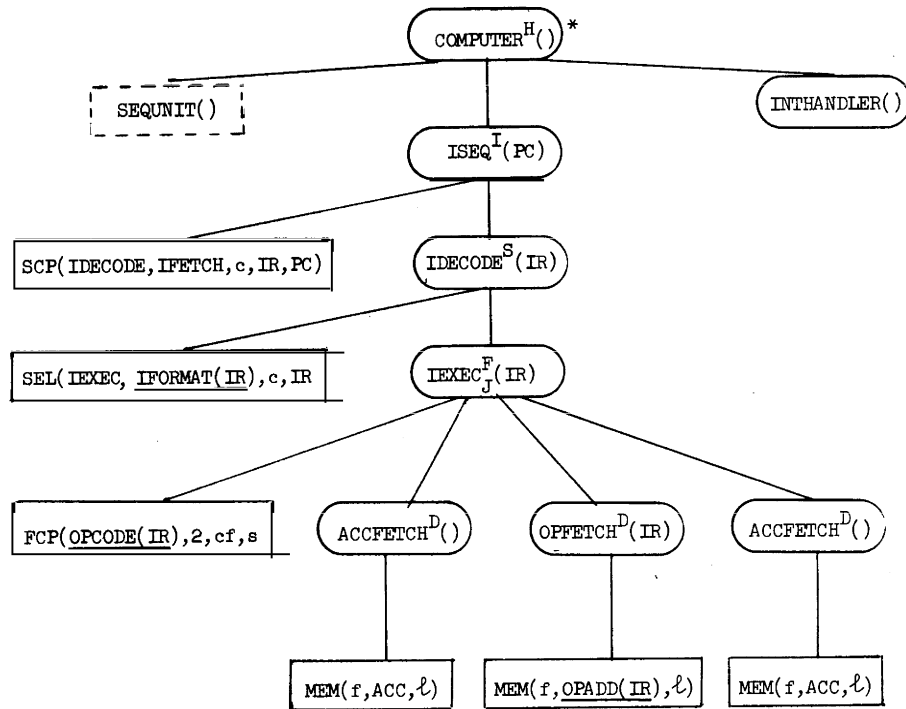 COMPUTER^H() *
SEQUNIT()
INTHANDLER()
ISEQ^I(PC)
SCP(IDECODE,IFETCH,c,IR,PC)
IDECODE^S(IR)
SEL(IEXEC, IFORMAT(IR),c,IR
IEXEC^F_J(IR)
FCP(OPCODE(IR),2,cf,s
ACCFETCH^D()
OPFETCH^D(IR)
ACCFETCH^D()
MEM(f,ACC,ℓ)
MEM(f,OPADD(IR),ℓ)
MEM(f,ACC,ℓ)